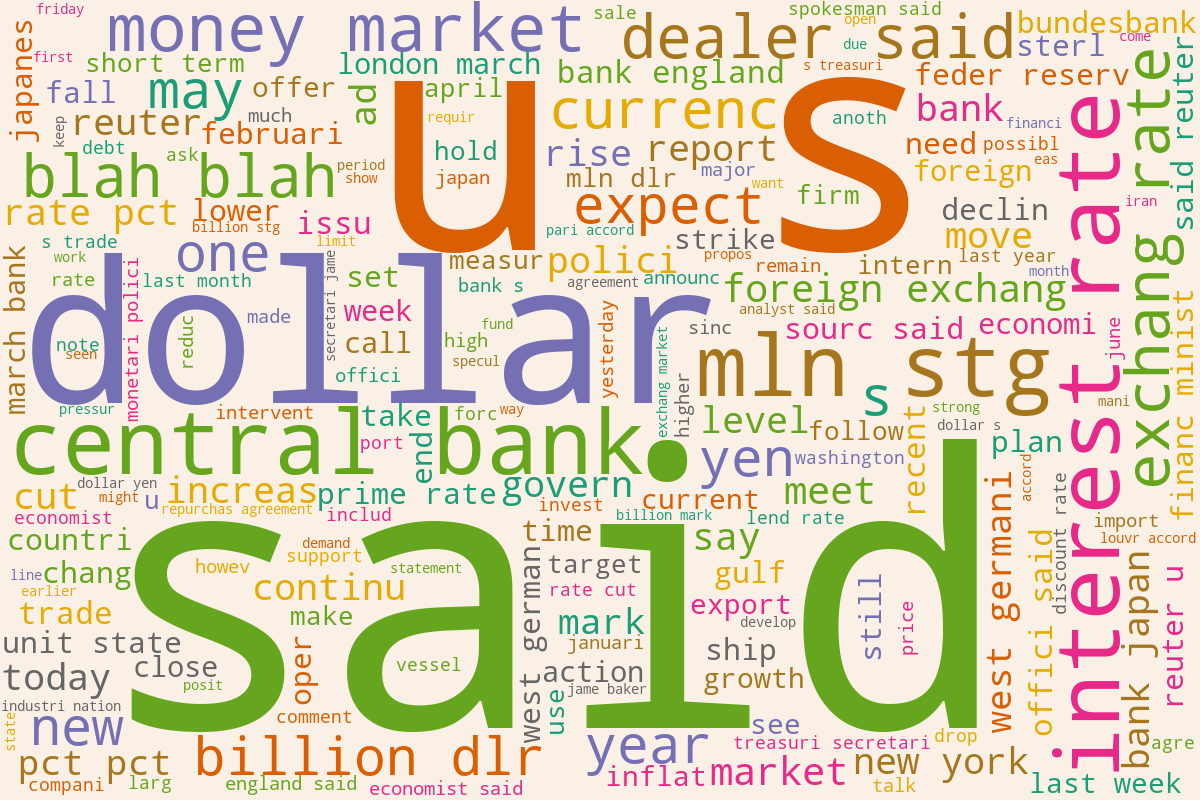 friday
money market
sale
spokesman said
open
dealer said
bundesbank
japanes
first
short term
london march
bank england
due
s treasuri
sterl
come
feder reserv
said reuter
fall
may
offer
ad
april
currenc
us
anoth
bank
financi
interest rate
exchang rate
keep
reuter
februari
much
requir
debt
ask
hold
rise
report
need
possibl
eas
blah blah
period
show
japan
mln dlr
major
want
firm
foreign
iran
rate pct
lower
billion stg
issu
expect
declin
pari accord
strike
move
s trade
work
limit
one
measur
polici
propos
remain
intern
last year
month
march bank
rate
last month
monetari polici
secretari jame
set
bank s
agreement
announc
foreign exchang
analyst said
dollar
note
seen
made
reduc
week
call
high
fund
specul
yesterday
exchang market
sinc
sourc said
economi
june
financ minist
offici
higher
mln stg
pressur
intervent
take
forc
way
s
strong
dollar s
mani
central bank
port
end
level
follow
recent
plan
yen
washington
dollar yen
cut
might
u
increas
repurchas agreement
prime rate
govern
invest
current
meet
accord
discount rate
import
louvr accord
economist
includ
billion mark
lend rate
countri
demand
time
say
west germani
offici said
bank japan
reuter u
said
line
chang
earlier
howev
support
statement
west german
target
gulf
still
price
continu
rate cut
trade
make
mark
export
develop
unit state
januari
ship
today
close
posit
oper
vessel
action
jame baker
growth
industri nation
state
new
comment
use
see
treasuri secretari
drop
agre
pct pct
billion dlr
year
new york
compani
larg
england said
economist said
inflat
market
talk
last week